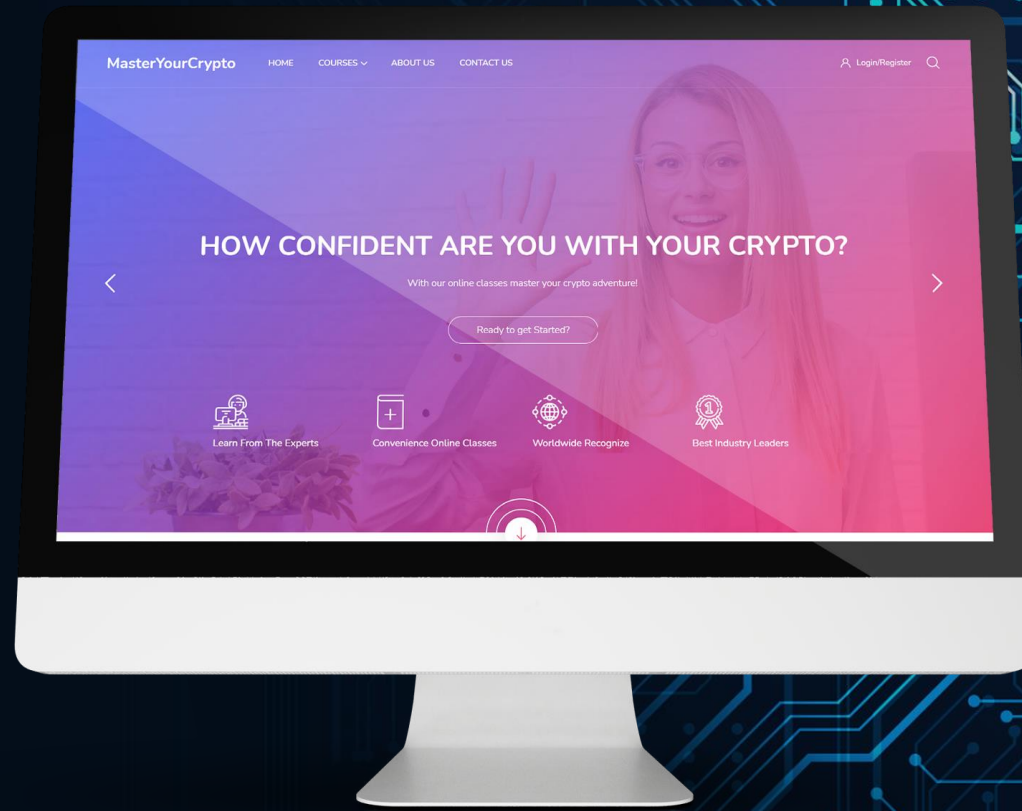 MasterYourCrypto HOME COURSES ABOUT US CONTACT US Login/Register
HOW CONFIDENT ARE YOU WITH YOUR CRYPTO?
With our online classes master your crypto adventure!
Ready to get Started?
1
Learn From The Experts Convenience Online Classes Worldwide Recognize Best Industry Leaders